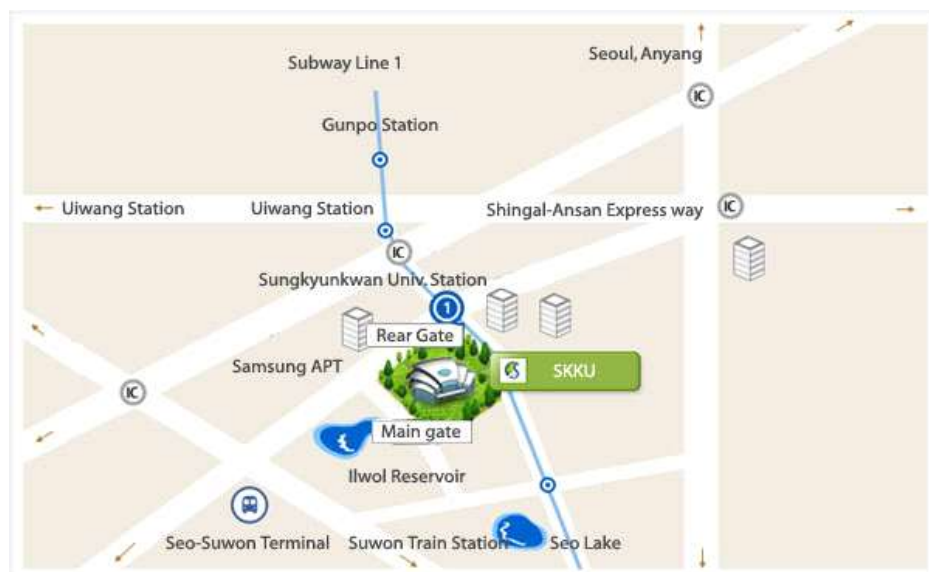 Seoul, Anyang
Subway Line 1
IC
Gunpo Station
Uiwang Station
Uiwang Station
Shingal-Ansan Express way
IC
IC
Sungkyunkwan Univ. Station
1
Rear Gate
Samsung APT
SKKU
IC
Main gate
Ilwol Reservoir
Seo-Suwon Terminal
Suwon Train Station
Seo Lake